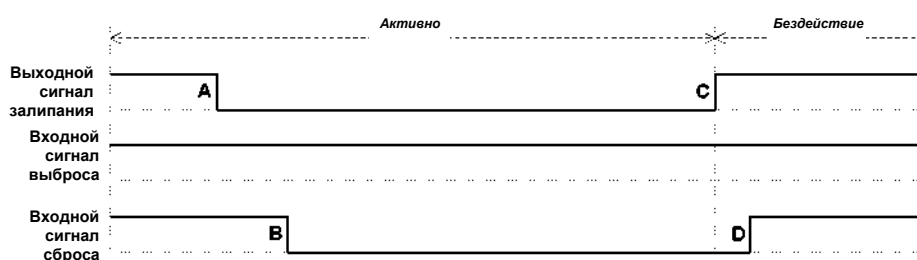 Активно
Бездействие
Выходной
сигнал
залипания
A
C
Входной
сигнал
выброса
Входной
сигнал
сброса
B
D